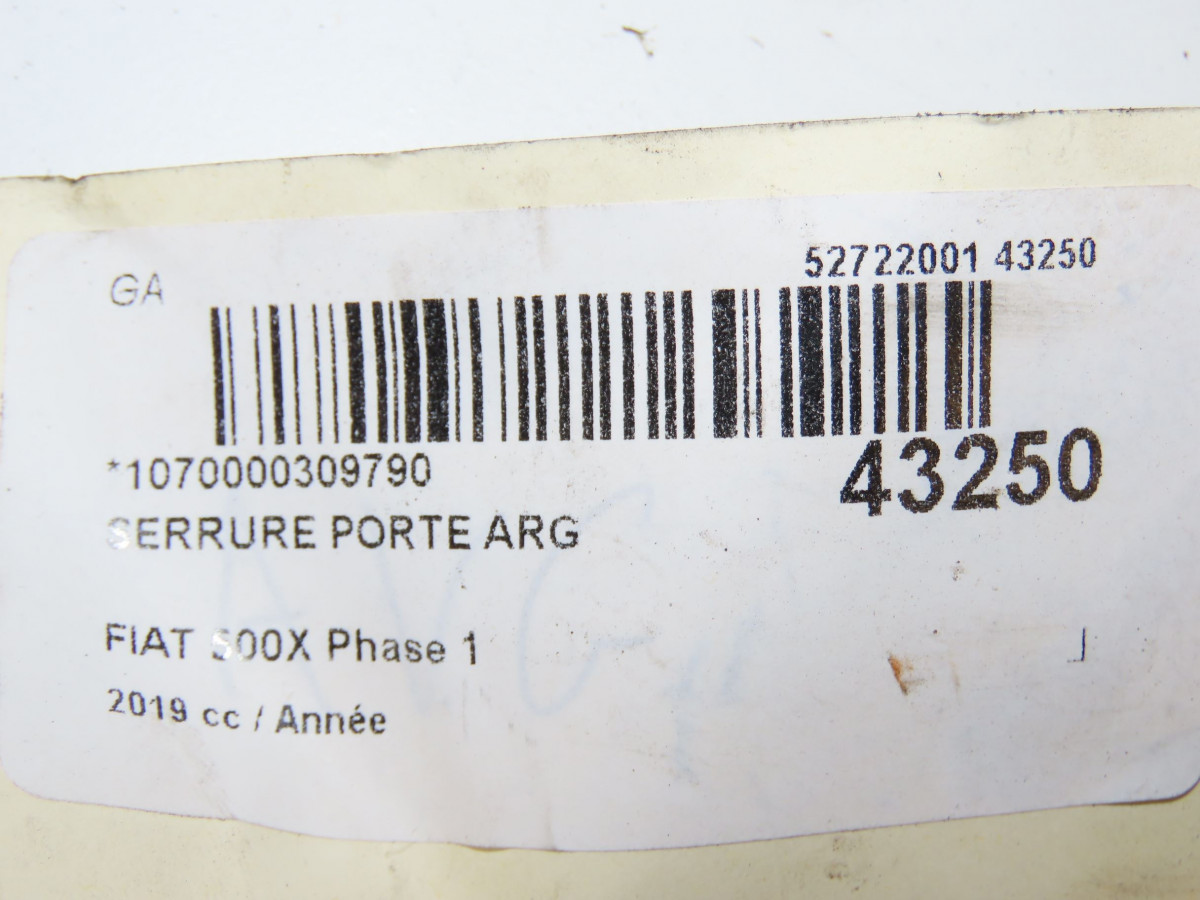 52722001 43250
GA
*1070000309790
43250
SERRURE PORTE ARG
FIAT 500X Phase 1
2019 cc / Année